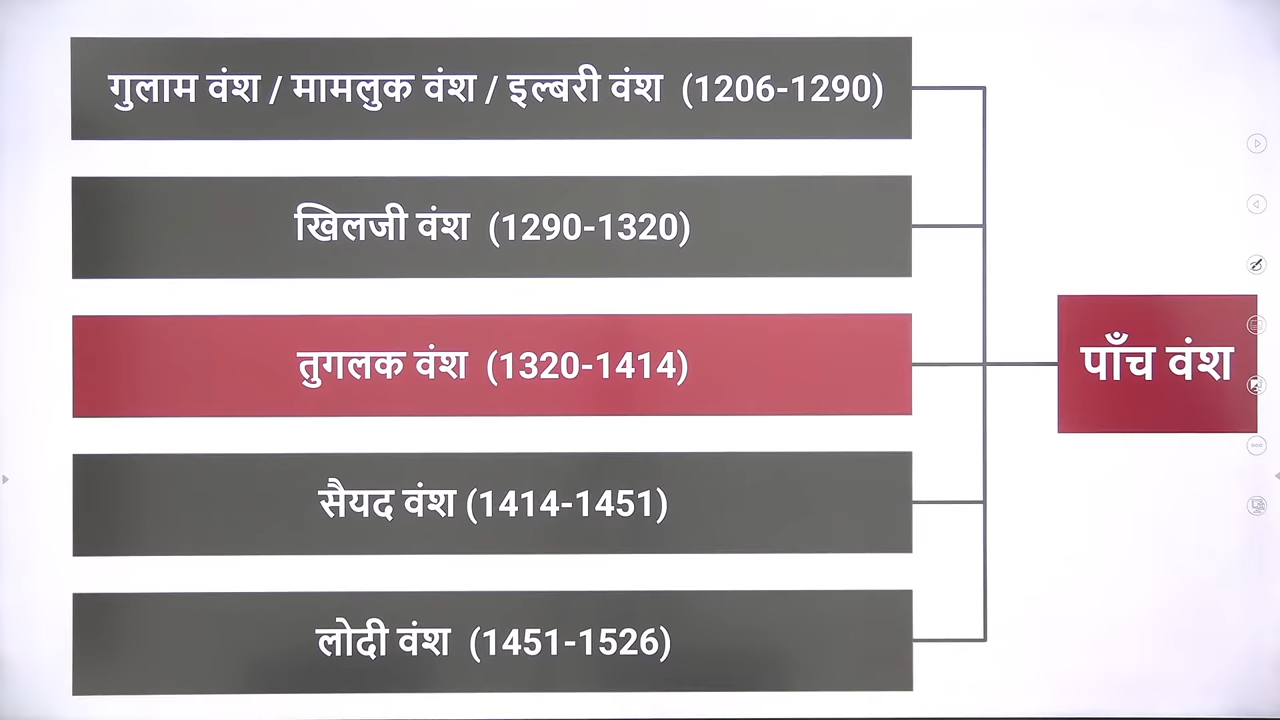 गुलाम वंश / मामलुक वंश / इल्बरी वंश (1206-1290)
खिलजी वंश (1290-1320)
तुगलक वंश (1320-1414)
पाँच वंश
सैयद वंश (1414-1451)
लोदी वंश (1451-1526)